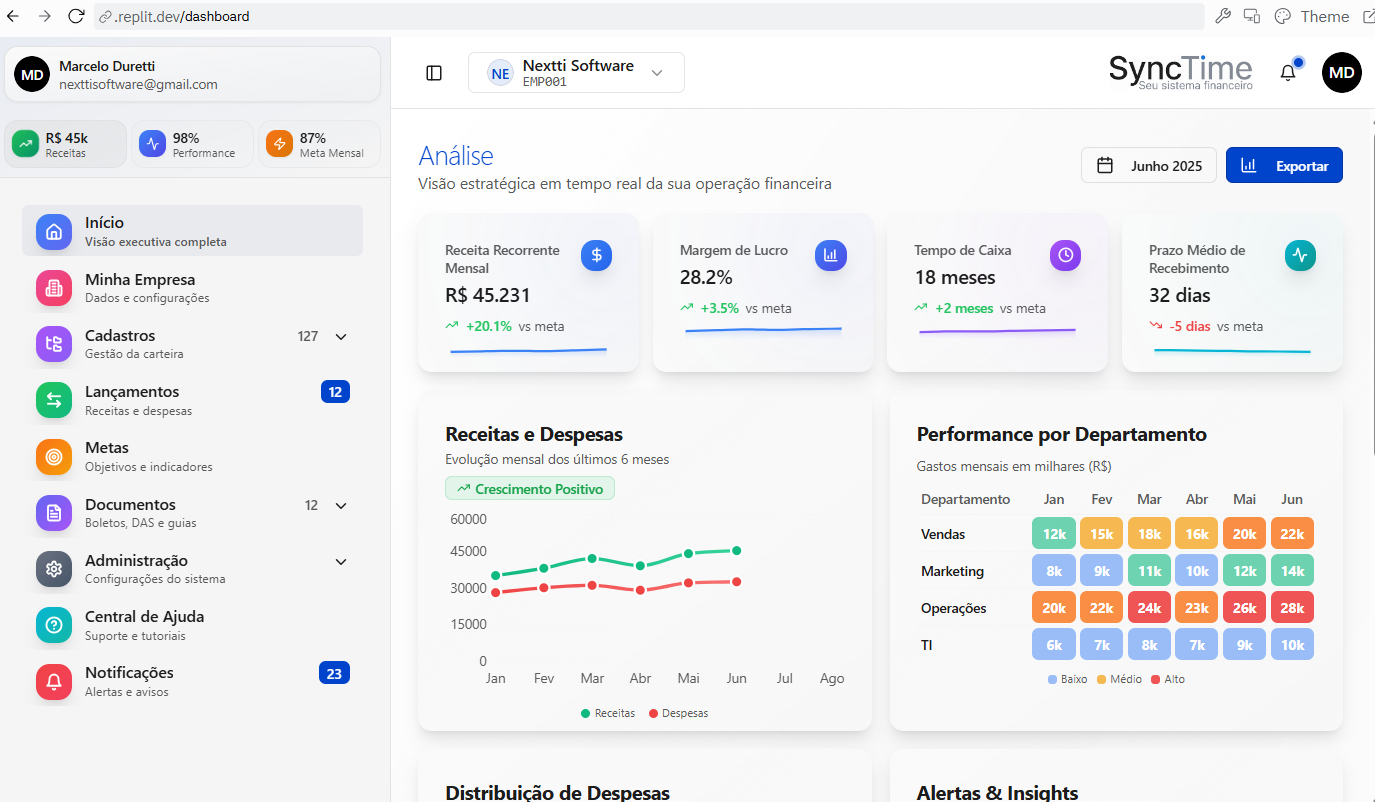 .replit.dev/dashboard
Theme
MD
Marcelo Duretti
nexttisoftware@gmail.com
R$ 45k
Receitas
98%
Performance
87%
Meta Mensal
Início
Visão executiva completa
Minha Empresa
Dados e configurações
Cadastros
Gestão da carteira
127
Lançamentos
Receitas e despesas
12
Metas
Objetivos e indicadores
Documentos
Boletos, DAS e guias
12
Administração
Configurações do sistema
Central de Ajuda
Suporte e tutoriais
Notificações
Alertas e avisos
23
NE
Nextti Software
EMP001
SyncTime
Seu sistema financeiro
MD
Análise
Visão estratégica em tempo real da sua operação financeira
Junho 2025
Exportar
Receita Recorrente
Mensal
R$ 45.231
+20.1% vs meta
Margem de Lucro
28.2%
+3.5% vs meta
Tempo de Caixa
18 meses
+2 meses vs meta
Prazo Médio de
Recebimento
32 dias
-5 dias vs meta
Receitas e Despesas
Evolução mensal dos últimos 6 meses
Crescimento Positivo
60000
45000
30000
15000
0
Jan Fev Mar Abr Mai Jun Jul Ago
Receitas Despesas
Performance por Departamento
Gastos mensais em milhares (R$)
Departamento Jan Fev Mar Abr Mai Jun
Vendas 12k 15k 18k 16k 20k 22k
Marketing 8k 9k 11k 10k 12k 14k
Operações 20k 22k 24k 23k 26k 28k
TI 6k 7k 8k 7k 9k 10k
Baixo Médio Alto
Distribuição de Despesas
Alertas & Insights